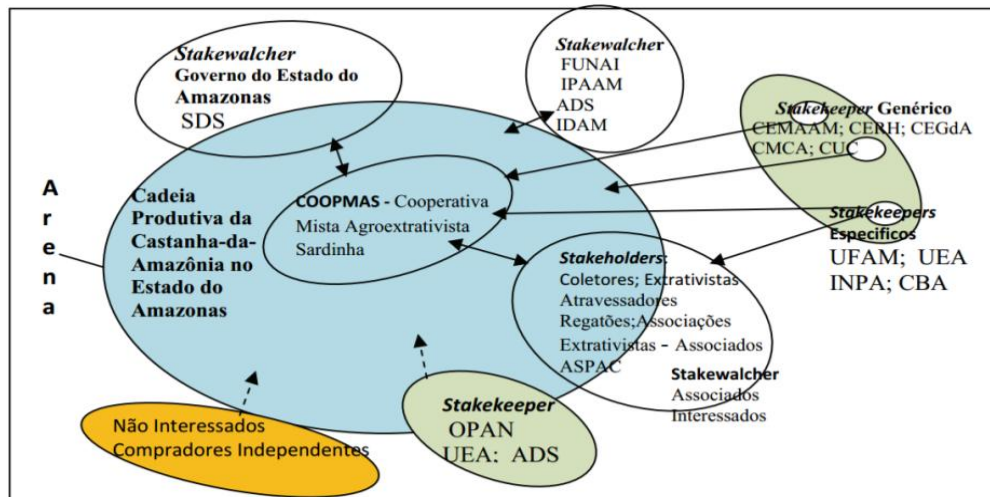 Stakewalcher
Governo do Estado do
Amazonas
SDS
Stakewalcher
FUNAI
IPAAM
ADS
IDAM
Stakekeeper Genérico
CEMAAM; CERH; CEGdA
CMCA; CUC
Arena
Cadeia
Produtiva da
Castanha-da-
Amazônia no
Estado do
Amazonas
COOPMAS - Cooperativa
Mista Agroextrativista
Sardinha
Stakekeepers
Especificos
UFAM; UEA
INPA; CBA
Stakeholders:
Coletores; Extrativistas
Atravessadores
Regatões;Associações
Extrativistas - Associados
ASPAC
Stakewalcher
Associados
Interessados
Não Interessados
Compradores Independentes
Stakekeeper
OPAN
UEA; ADS